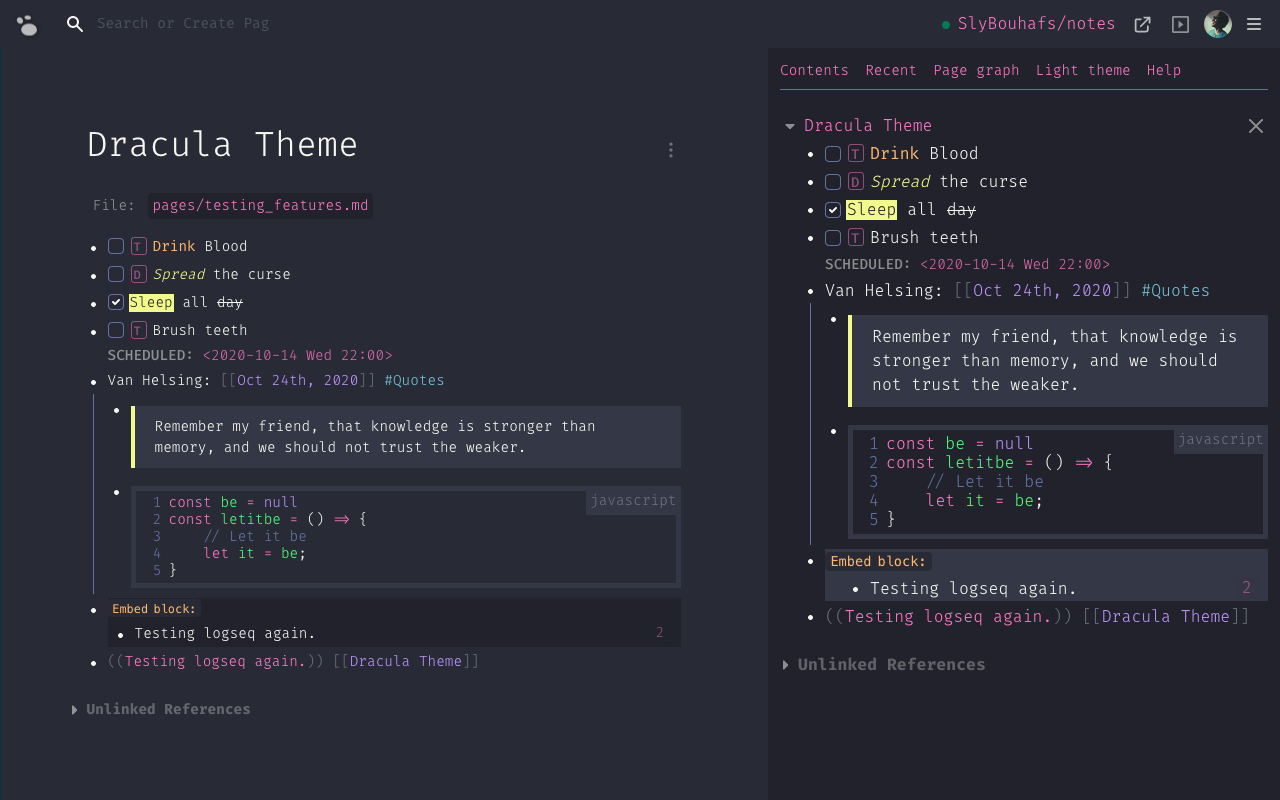 Search or Create Pag
SlyBouhafs/notes
Dracula Theme
File: pages/testing_features.md
T Drink Blood
D Spread the curse
Sleep all day
T Brush teeth
SCHEDULED: <2020-10-14 Wed 22:00>
Van Helsing: [[Oct 24th, 2020]] #Quotes
Remember my friend, that knowledge is stronger than
memory, and we should not trust the weaker.
javascript
1 const be = null
2 const letitbe = () => {
3     // Let it be
4     let it = be;
5 }
Embed block:
Testing logseq again. 2
((Testing logseq again.)) [[Dracula Theme]]
Unlinked References
Contents Recent Page graph Light theme Help
Dracula Theme
T Drink Blood
D Spread the curse
Sleep all day
T Brush teeth
SCHEDULED: <2020-10-14 Wed 22:00>
Van Helsing: [[Oct 24th, 2020]] #Quotes
Remember my friend, that knowledge is
stronger than memory, and we should
not trust the weaker.
javascript
1 const be = null
2 const letitbe = () => {
3     // Let it be
4     let it = be;
5 }
Embed block:
Testing logseq again. 2
((Testing logseq again.)) [[Dracula Theme]]
Unlinked References